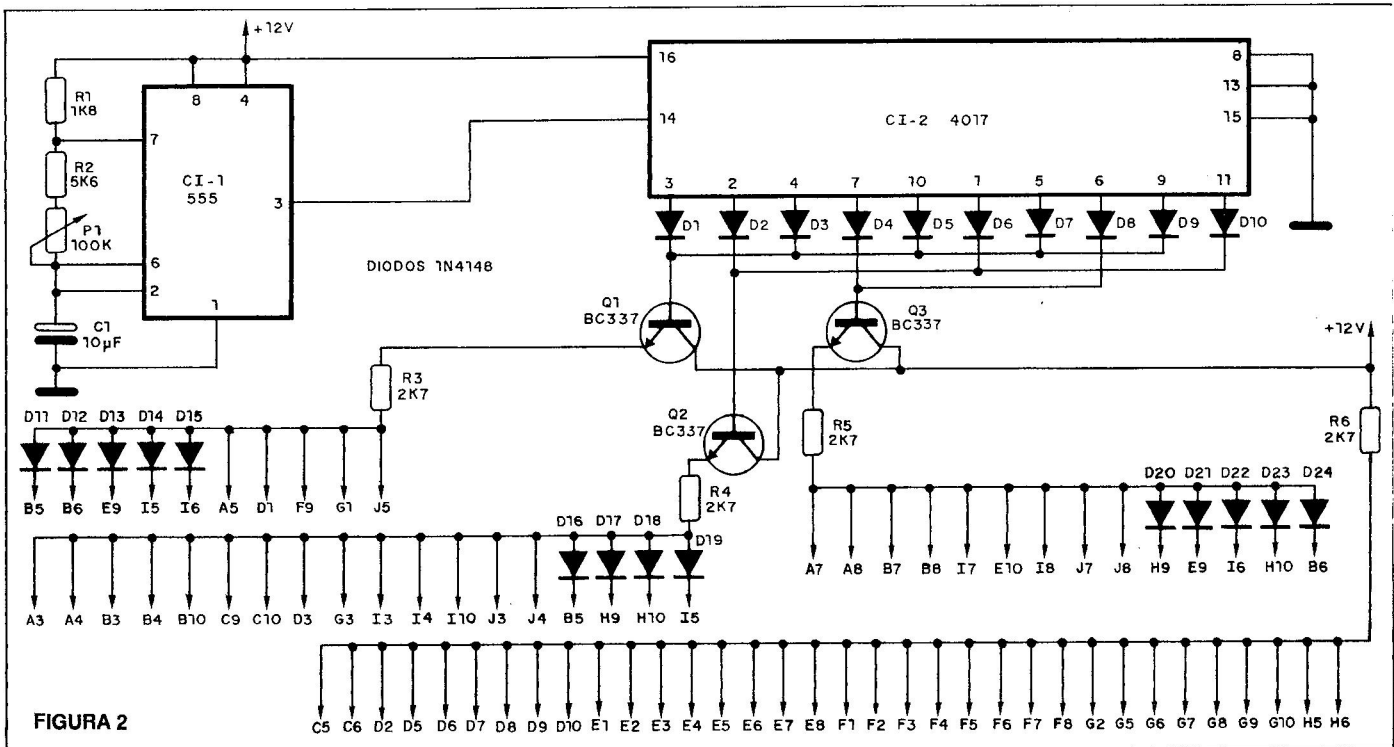 +12V
R1
1K8
8
4
7
R2
5K6
CI-1
555
3
P1
100K
6
2
1
C1
10µF
DIODOS 1N4148
16
14
CI-2 4017
8
13
15
3 2 4 7 10 1 5 6 9 11
D1 D2 D3 D4 D5 D6 D7 D8 D9 D10
Q1
BC337
Q3
BC337
+12V
R3
2K7
Q2
BC337
R5
2K7
R6
2K7
R4
2K7
D11 D12 D13 D14 D15
B5 B6 E9 I5 I6 A5 D1 F9 G1 J5
D16 D17 D18 D19
A3 A4 B3 B4 B10 C9 C10 D3 G3 I3 I4 I10 J3 J4 B5 H9 H10 I5
D20 D21 D22 D23 D24
A7 A8 B7 B8 I7 E10 I8 J7 J8 H9 E9 I6 H10 B6
C5 C6 D2 D5 D6 D7 D8 D9 D10 E1 E2 E3 E4 E5 E6 E7 E8 F1 F2 F3 F4 F5 F6 F7 F8 G2 G5 G6 G7 G8 G9 G10 H5 H6
FIGURA 2